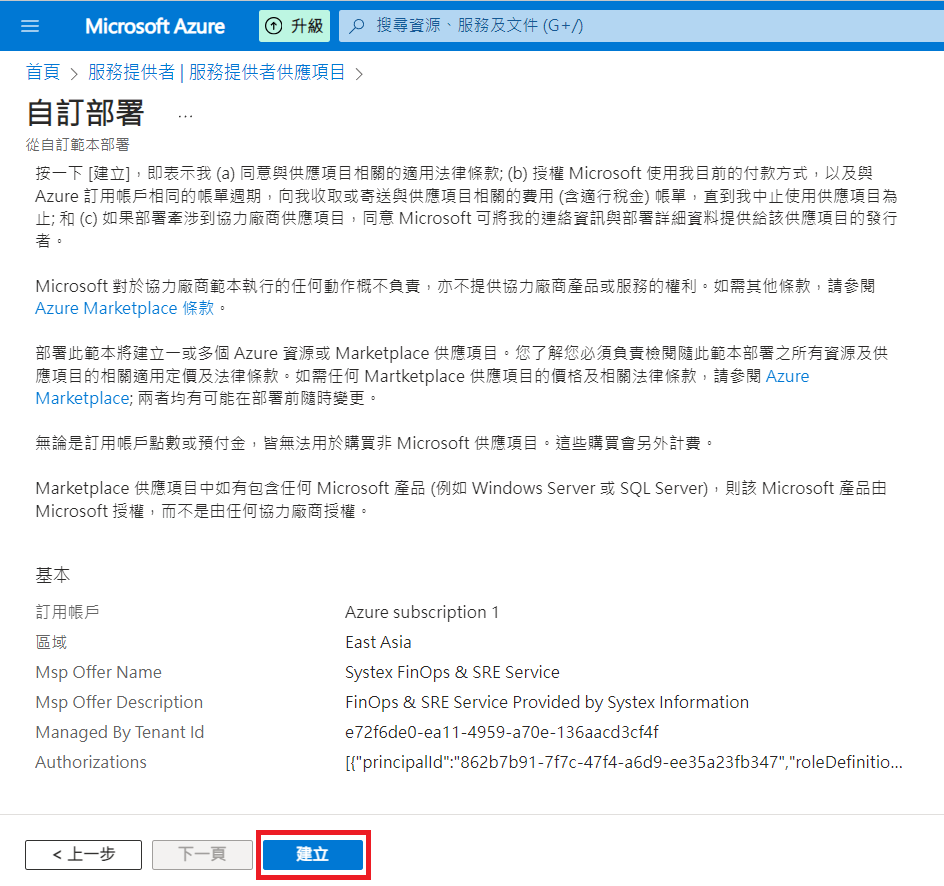 Microsoft Azure
升級
搜尋資源、服務及文件 (G+/)
首頁 > 服務提供者 | 服務提供者供應項目 >
自訂部署 ...
從自訂範本部署
按一下 [建立]，即表示我 (a) 同意與供應項目相關的適用法律條款; (b) 授權 Microsoft 使用我目前的付款方式，以及與
Azure 訂用帳戶相同的帳單週期，向我收取或寄送與供應項目相關的費用 (含適行稅金) 帳單，直到我中止使用供應項目為
止; 和 (c) 如果部署牽涉到協力廠商供應項目，同意 Microsoft 可將我的連絡資訊與部署詳細資料提供給該供應項目的發行
者。
Microsoft 對於協力廠商範本執行的任何動作概不負責，亦不提供協力廠商產品或服務的權利。如需其他條款，請參閱
Azure Marketplace 條款。
部署此範本將建立一或多個 Azure 資源或 Marketplace 供應項目。您了解您必須負責檢閱隨此範本部署之所有資源及供
應項目的相關適用定價及法律條款。如需任何 Martketplace 供應項目的價格及相關法律條款，請參閱 Azure
Marketplace; 兩者均有可能在部署前隨時變更。
無論是訂用帳戶點數或預付金，皆無法用於購買非 Microsoft 供應項目。這些購買會另外計費。
Marketplace 供應項目中如有包含任何 Microsoft 產品 (例如 Windows Server 或 SQL Server)，則該 Microsoft 產品由
Microsoft 授權，而不是由任何協力廠商授權。
基本
訂用帳戶 Azure subscription 1
區域 East Asia
Msp Offer Name Systex FinOps & SRE Service
Msp Offer Description FinOps & SRE Service Provided by Systex Information
Managed By Tenant Id e72f6de0-ea11-4959-a70e-136aacd3cf4f
Authorizations [{"principalId":"862b7b91-7f7c-47f4-a6d9-ee35a23fb347","roleDefinitio...
< 上一步 下一頁 建立